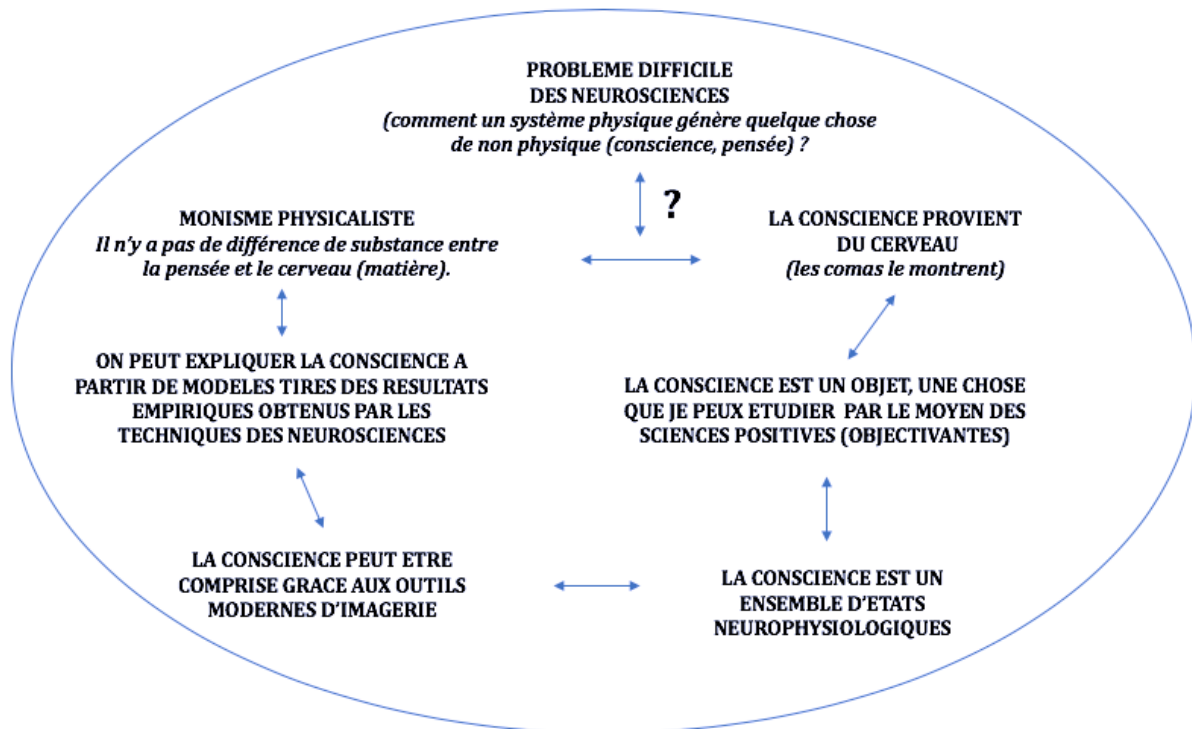 PROBLEME DIFFICILE
DES NEUROSCIENCES
(comment un système physique génère quelque chose
de non physique (conscience, pensée) ?
?
MONISME PHYSICALISTE
Il n'y a pas de différence de substance entre
la pensée et le cerveau (matière).
LA CONSCIENCE PROVIENT
DU CERVEAU
(les comas le montrent)
ON PEUT EXPLIQUER LA CONSCIENCE A
PARTIR DE MODELES TIRES DES RESULTATS
EMPIRIQUES OBTENUS PAR LES
TECHNIQUES DES NEUROSCIENCES
LA CONSCIENCE EST UN OBJET, UNE CHOSE
QUE JE PEUX ETUDIER PAR LE MOYEN DES
SCIENCES POSITIVES (OBJECTIVANTES)
LA CONSCIENCE PEUT ETRE
COMPRISE GRACE AUX OUTILS
MODERNES D'IMAGERIE
LA CONSCIENCE EST UN
ENSEMBLE D'ETATS
NEUROPHYSIOLOGIQUES